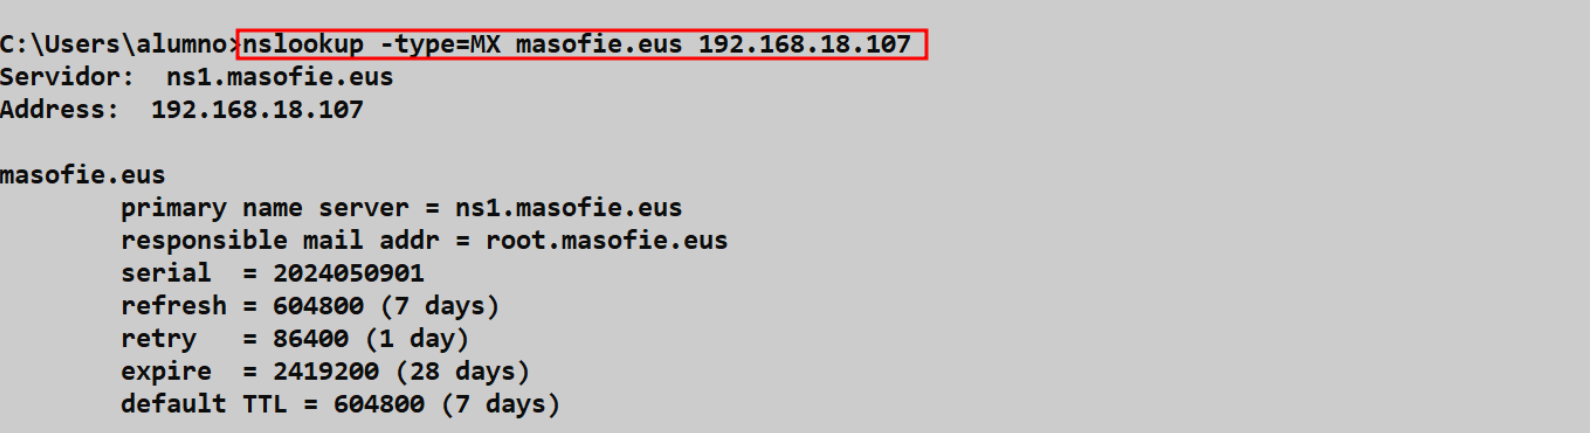 C:\Users\alumno>nslookup -type=MX masofie.eus 192.168.18.107
Servidor:  ns1.masofie.eus
Address:  192.168.18.107
masofie.eus
        primary name server = ns1.masofie.eus
        responsible mail addr = root.masofie.eus
        serial  = 2024050901
        refresh = 604800 (7 days)
        retry   = 86400 (1 day)
        expire  = 2419200 (28 days)
        default TTL = 604800 (7 days)